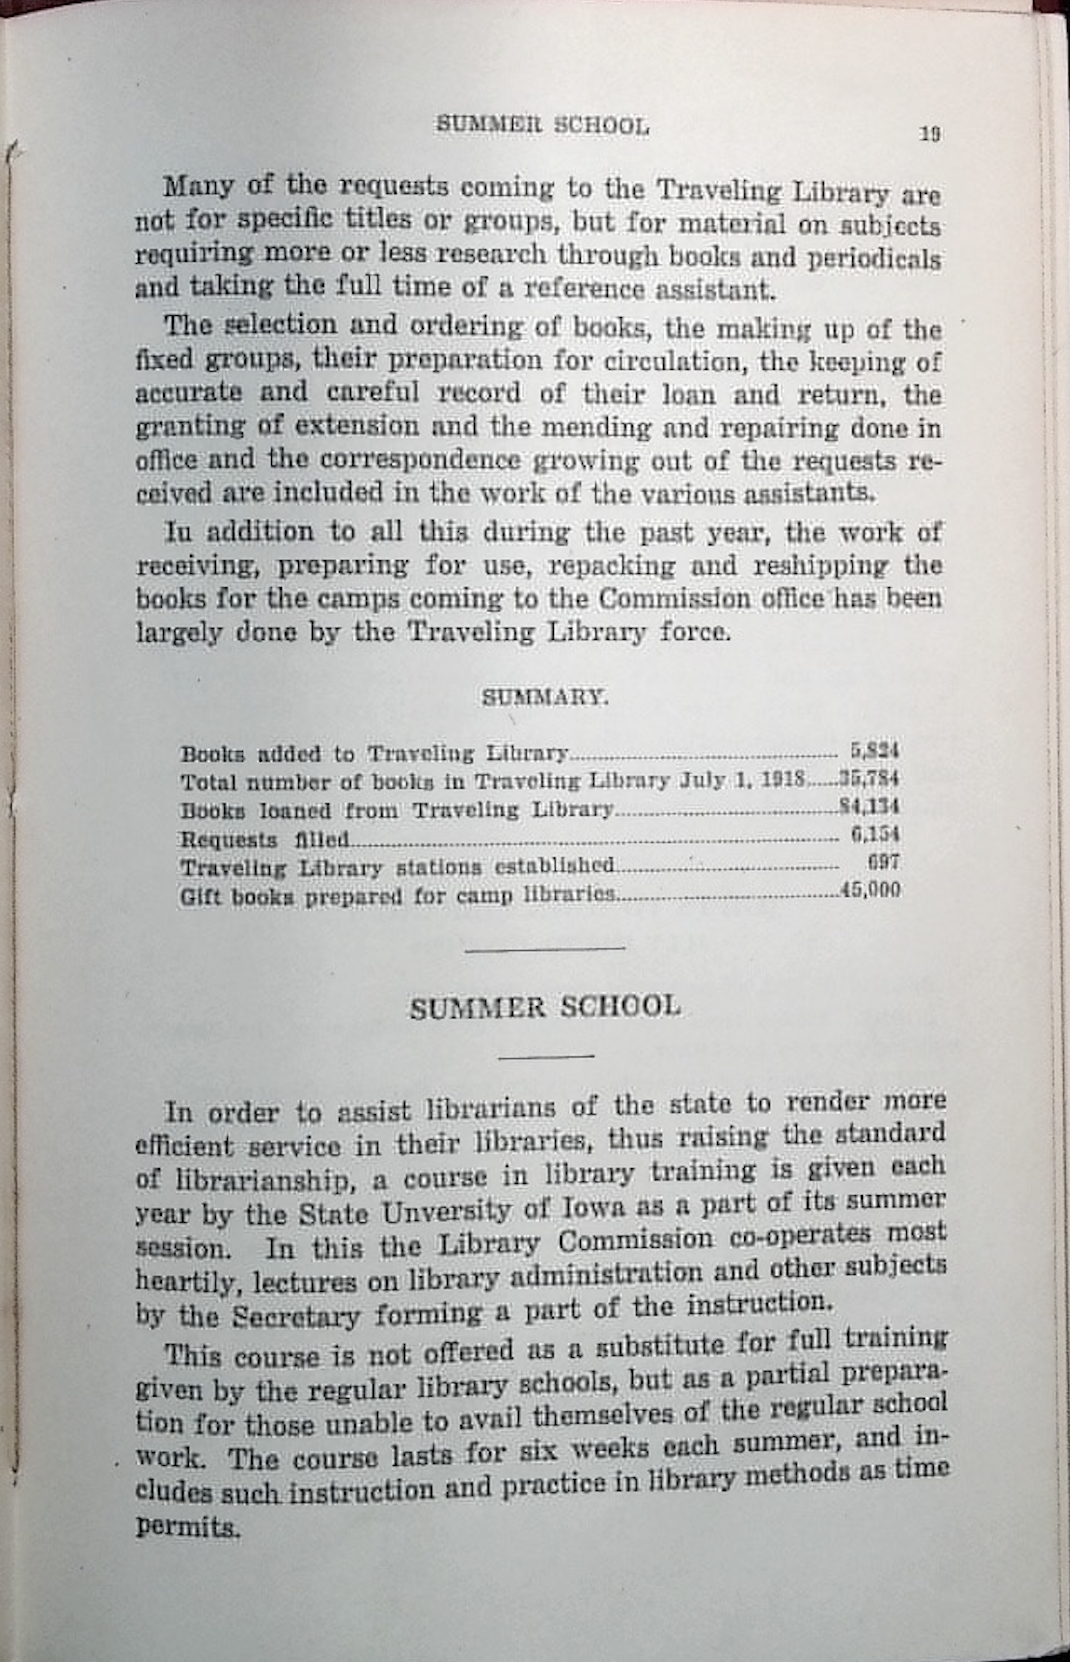 SUMMER SCHOOL 19
Many of the requests coming to the Traveling Library are
not for specific titles or groups, but for material on subjects
requiring more or less research through books and periodicals
and taking the full time of a reference assistant.
The selection and ordering of books, the making up of the
fixed groups, their preparation for circulation, the keeping of
accurate and careful record of their loan and return, the
granting of extension and the mending and repairing done in
office and the correspondence growing out of the requests re-
ceived are included in the work of the various assistants.
In addition to all this during the past year, the work of
receiving, preparing for use, repacking and reshipping the
books for the camps coming to the Commission office has been
largely done by the Traveling Library force.
SUMMARY.
Books added to Traveling Library 5,824
Total number of books in Traveling Library July 1, 1918 35,784
Books loaned from Traveling Library 84,134
Requests filled 6,154
Traveling Library stations established 697
Gift books prepared for camp libraries 45,000
SUMMER SCHOOL
In order to assist librarians of the state to render more
efficient service in their libraries, thus raising the standard
of librarianship, a course in library training is given each
year by the State Unversity of Iowa as a part of its summer
session. In this the Library Commission co-operates most
heartily, lectures on library administration and other subjects
by the Secretary forming a part of the instruction.
This course is not offered as a substitute for full training
given by the regular library schools, but as a partial prepara-
tion for those unable to avail themselves of the regular school
work. The course lasts for six weeks each summer, and in-
cludes such instruction and practice in library methods as time
permits.